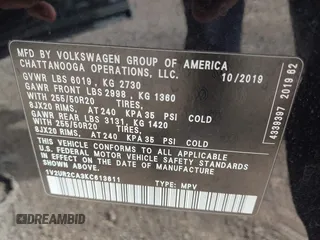 MFD BY VOLKSWAGEN GROUP OF AMERICA
CHATTANOOGA OPERATIONS, LLC. 10/2019
GVWR LBS 6019 , KG 2730
GAWR FRONT LBS 2998 , KG 1360
255/50R20 TIRES,
8JX20 RIMS, AT 240 KPA 35 PSI COLD
GAWR REAR LBS 3131, KG 1420
255/50R20 TIRES,
8JX20 RIMS, AT 240 KPA 35 PSI COLD
THIS VEHICLE CONFORMS TO ALL APPLICABLE
U.S. FEDERAL MOTOR VEHICLE SAFETY STANDARDS
IN EFFECT ON THE DATE OF MANUFACTURE
SHOWN ABOVE.
1V2UR2CA3KC613611 TYPE: MPV
4339397 2019 62
©REDAMBID